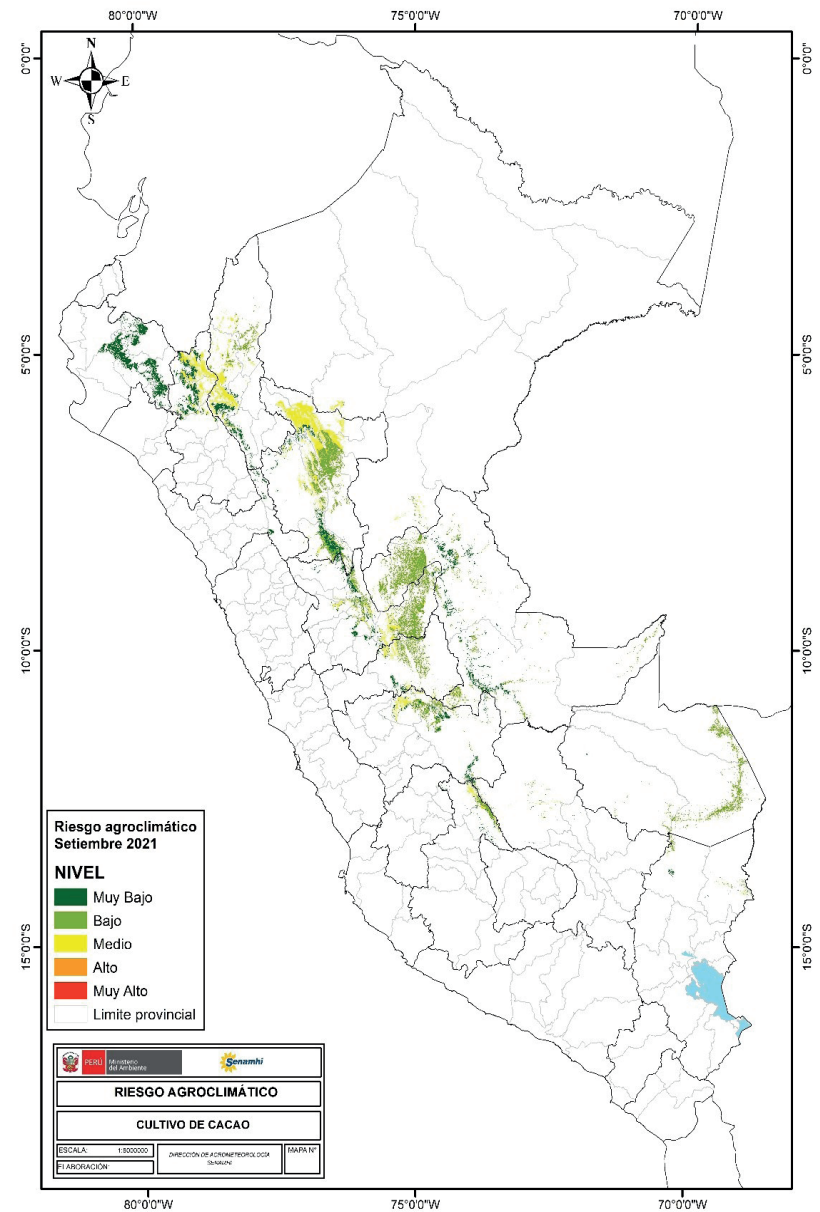 80°0'0"W 75°0'0"W 70°0'0"W
N
W E
S
0°0'0" 0°0'0"
5°0'0"S 5°0'0"S
10°0'0"S 10°0'0"S
15°0'0"S 15°0'0"S
Riesgo agroclimático
Setiembre 2021
NIVEL
Muy Bajo
Bajo
Medio
Alto
Muy Alto
Limite provincial
PERÚ Ministerio
del Ambiente
Senamhi
RIESGO AGROCLIMÁTICO
CULTIVO DE CACAO
ESCALA: 1:8000000
ELABORACIÓN:
DIRECCIÓN DE AGROMETEOROLOGÍA
SENAMHI
MAPA N°
80°0'0"W 75°0'0"W 70°0'0"W